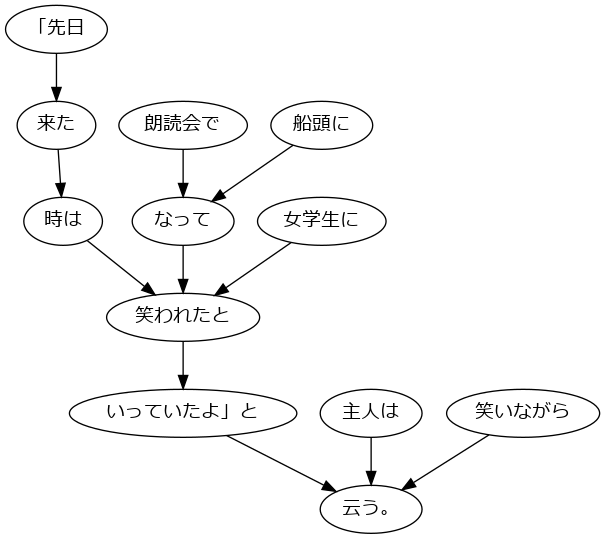 「先日
来た
朗読会で
船頭に
時は
なって
女学生に
笑われたと
いっていたよ」と
主人は
笑いながら
云う。